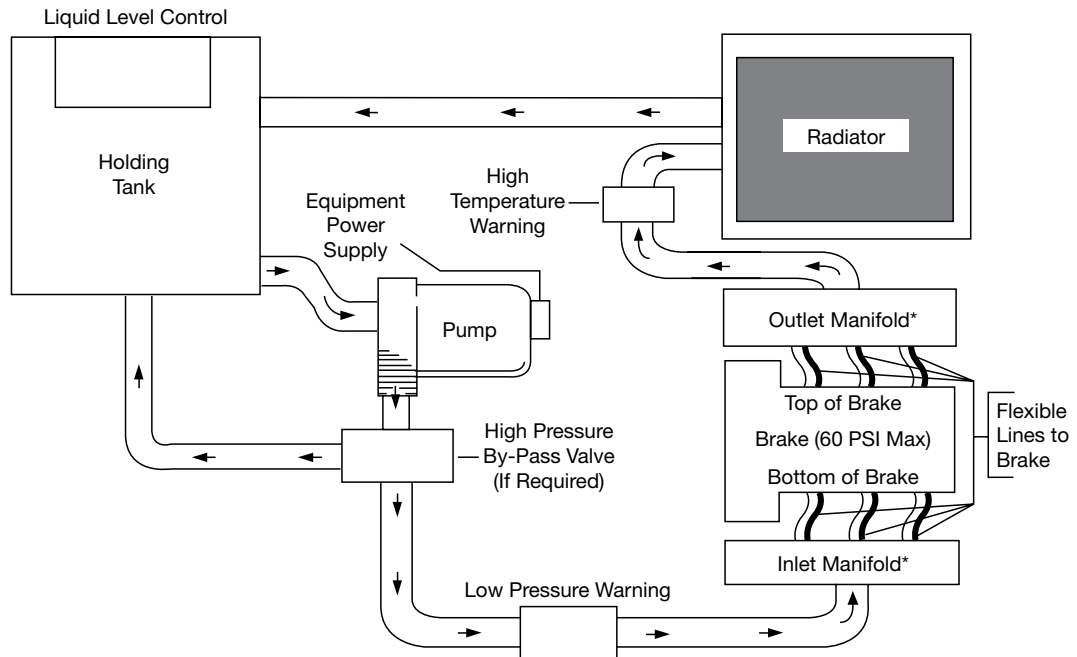 Liquid Level Control
Holding
Tank
Radiator
High
Temperature
Warning
Equipment
Power
Supply
Pump
Outlet Manifold*
Top of Brake
Brake (60 PSI Max)
Bottom of Brake
Flexible
Lines to
Brake
High Pressure
By-Pass Valve
(If Required)
Inlet Manifold*
Low Pressure Warning